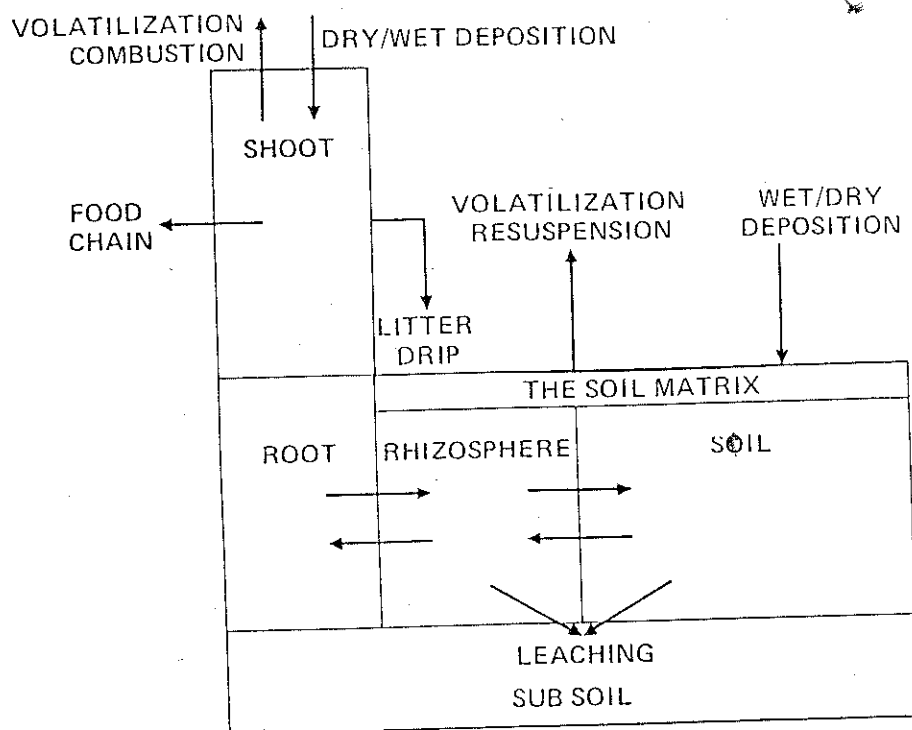 VOLATILIZATION
COMBUSTION
DRY/WET DEPOSITION
SHOOT
FOOD
CHAIN
VOLATILIZATION
RESUSPENSION
WET/DRY
DEPOSITION
LITTER
DRIP
THE SOIL MATRIX
ROOT
RHIZOSPHERE
SOIL
LEACHING
SUB SOIL